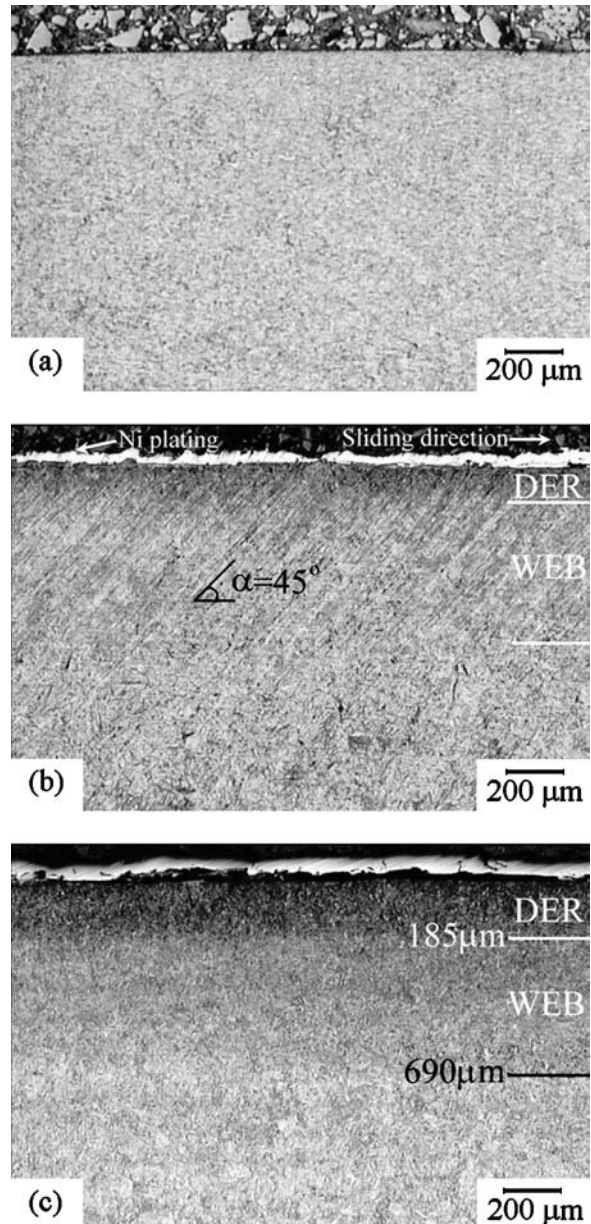 (a)
200 μm
Ni plating
Sliding direction
DER
WEB
α=45°
(b)
200 μm
DER
185μm
WEB
690μm
(c)
200 μm